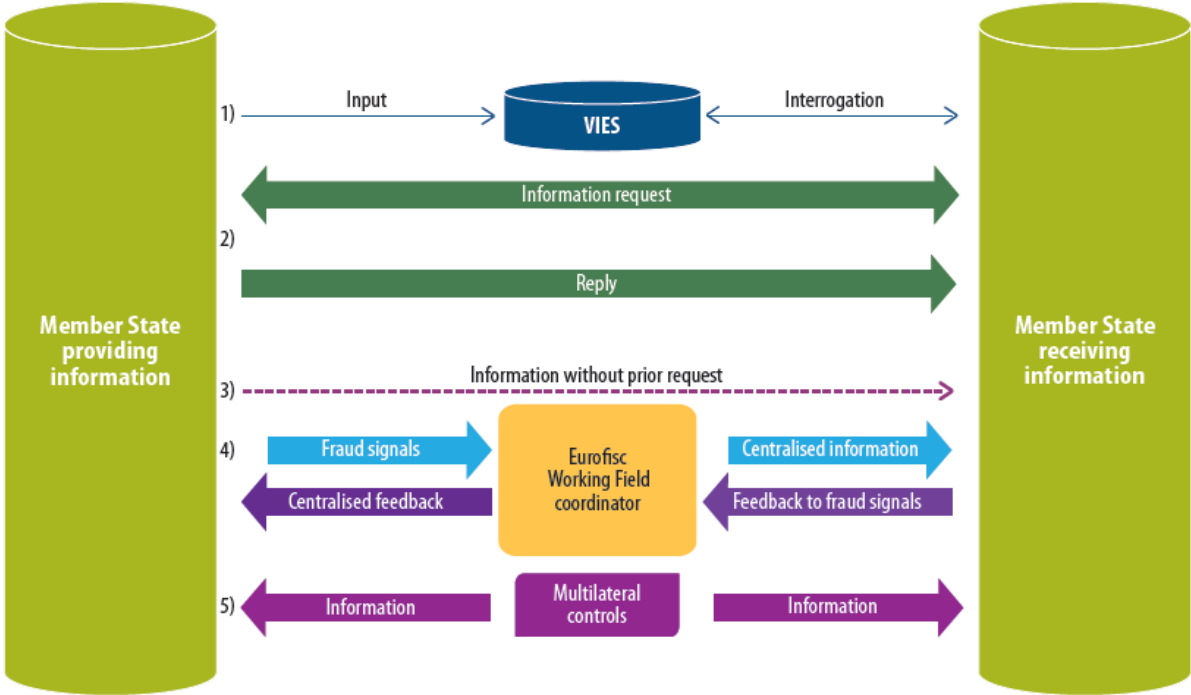 1)
Input
VIES
Interrogation
Information request
2)
Reply
Member State
providing
information
Member State
receiving
information
3)
Information without prior request
4)
Fraud signals
Eurofisc
Working Field
coordinator
Centralised information
Centralised feedback
Feedback to fraud signals
5)
Information
Multilateral
controls
Information